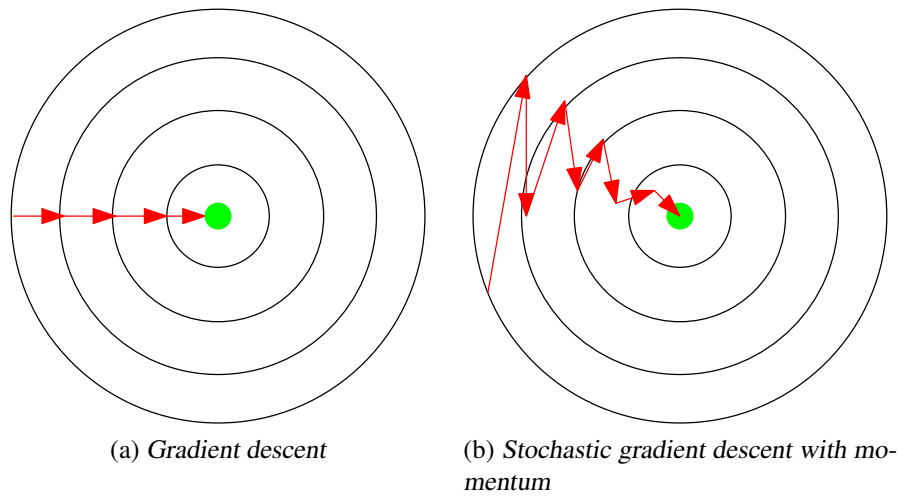 (a) Gradient descent
(b) Stochastic gradient descent with mo-
mentum